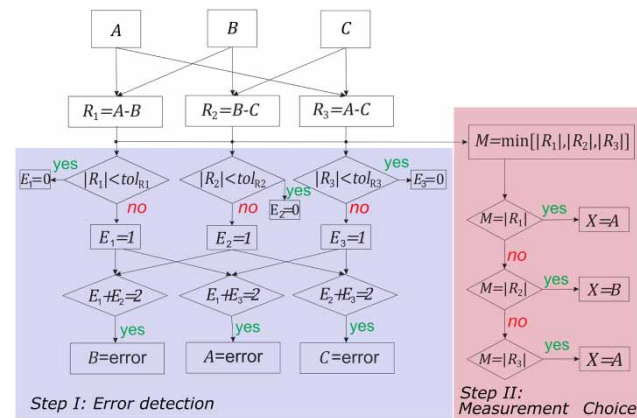 A B C
R₁=A-B R₂=B-C R₃=A-C
M=min[|R₁|,|R₂|,|R₃|]
yes yes
E₁=0 |R₁|<tol_R1 |R₂|<tol_R2 |R₃|<tol_R3 E₃=0
yes
E₂=0
no no no
M=|R₁| yes X=A
E₁=1 E₂=1 E₃=1
no
E₁+E₂=2 E₁+E₃=2 E₂+E₃=2
M=|R₂| yes X=B
yes yes yes
no
B=error A=error C=error
M=|R₃| yes X=A
Step I: Error detection
Step II:
Measurement Choice